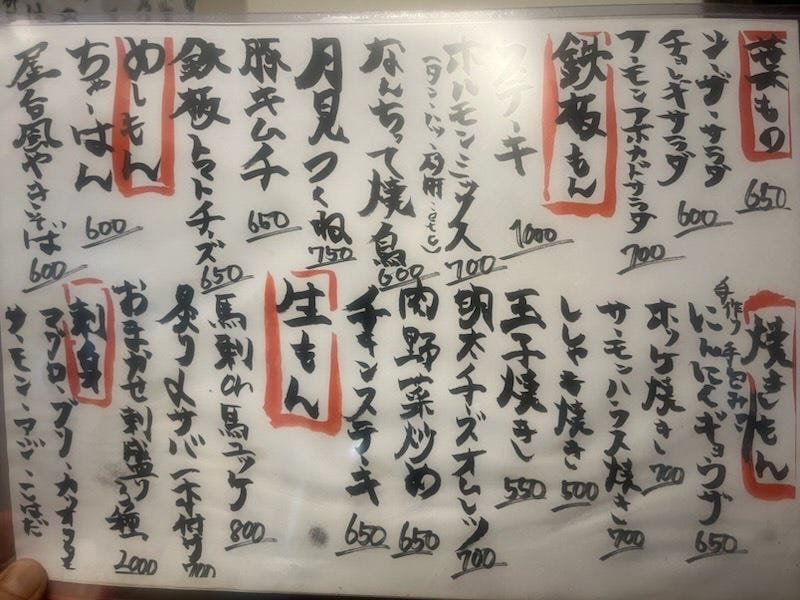 葉もの
シーザーサラダ 650
チョレギサラダ 600
サーモンアボカドサラダ 700
鉄板もん
ステーキ 1000
ホルモンミックス 700
なんちって焼鳥 600
月見つくね 750
豚キムチ 650
鉄板トマトチーズ 650
めしもん
ちゃーはん 600
屋台風やきそば 600
焼きもん
手作り 手包み
にんにくギョウザ 650
ホッケ焼き 700
サーモンハラス焼き 700
ししゃも焼き 500
玉子焼き 550
明太チーズオムレツ 700
肉野菜炒め 650
チキンステーキ 650
生もん
馬刺 or 馬ユッケ 800
炙り〆サバ一本付け 700
おまかせ刺盛り 3種 2000
刺身
マグロ・ブリ・カツオタタキ
サーモン・アジ・こはだ